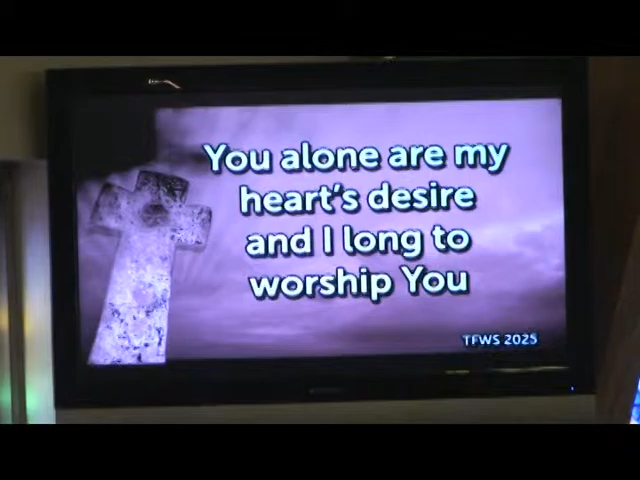 You alone are my
heart's desire
and I long to
worship You
TFWS 2025